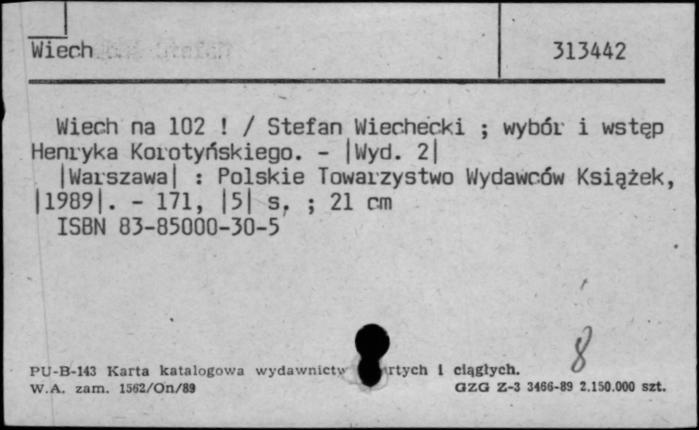 Wiech
313442
Wiech na 102 ! / Stefan Wiechecki ; wybór i wstęp
Henryka Korotyńskiego. - |Wyd. 2|
|Warszawa| : Polskie Towarzystwo Wydawców Książek,
|1989|. - 171, |5| s. ; 21 cm
ISBN 83-85000-30-5
8
PU-B-143 Karta katalogowa wydawnictw rtych i ciągłych.
W.A. zam. 1562/On/89 GZG Z-3 3466-89 2.150.000 szt.